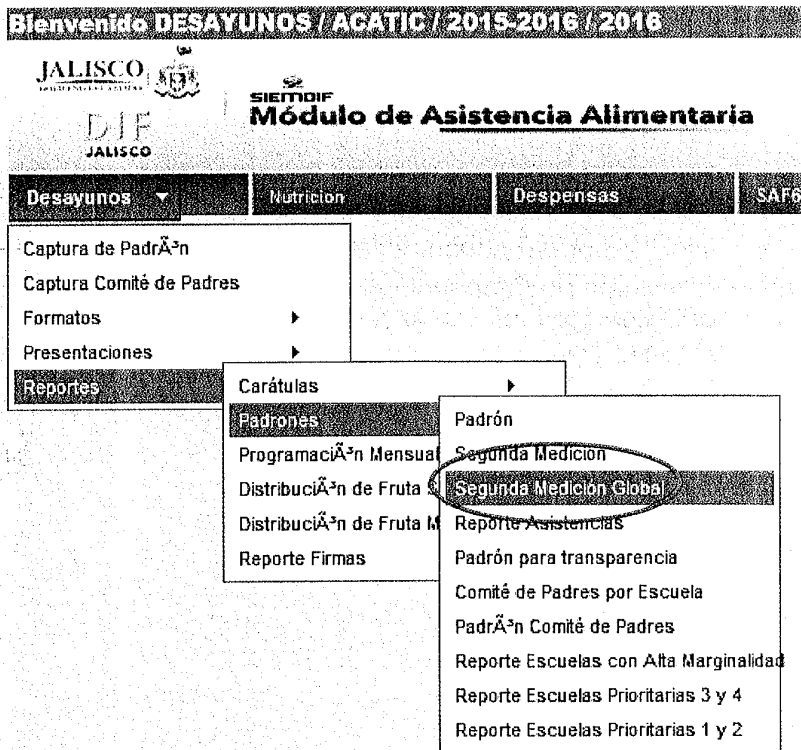 Bienvenido DESAYUNOS / ACATIC / 2015-2016 / 2016
JALISCO
DIF
JALISCO
SIEMDIF
Módulo de Asistencia Alimentaria
Desayunos Nutricion Despensas SAF6
Captura de PadrÃ³n
Captura Comité de Padres
Formatos
Presentaciones
Reportes
Carátulas
Padrones
ProgramaciÃ³n Mensual
DistribuciÃ³n de Fruta
DistribuciÃ³n de Fruta M
Reporte Firmas
Padrón
Segunda Medición
Segunda Medición Global
Reporte Asistencias
Padrón para transparencia
Comité de Padres por Escuela
PadrÃ³n Comité de Padres
Reporte Escuelas con Alta Marginalidad
Reporte Escuelas Prioritarias 3 y 4
Reporte Escuelas Prioritarias 1 y 2